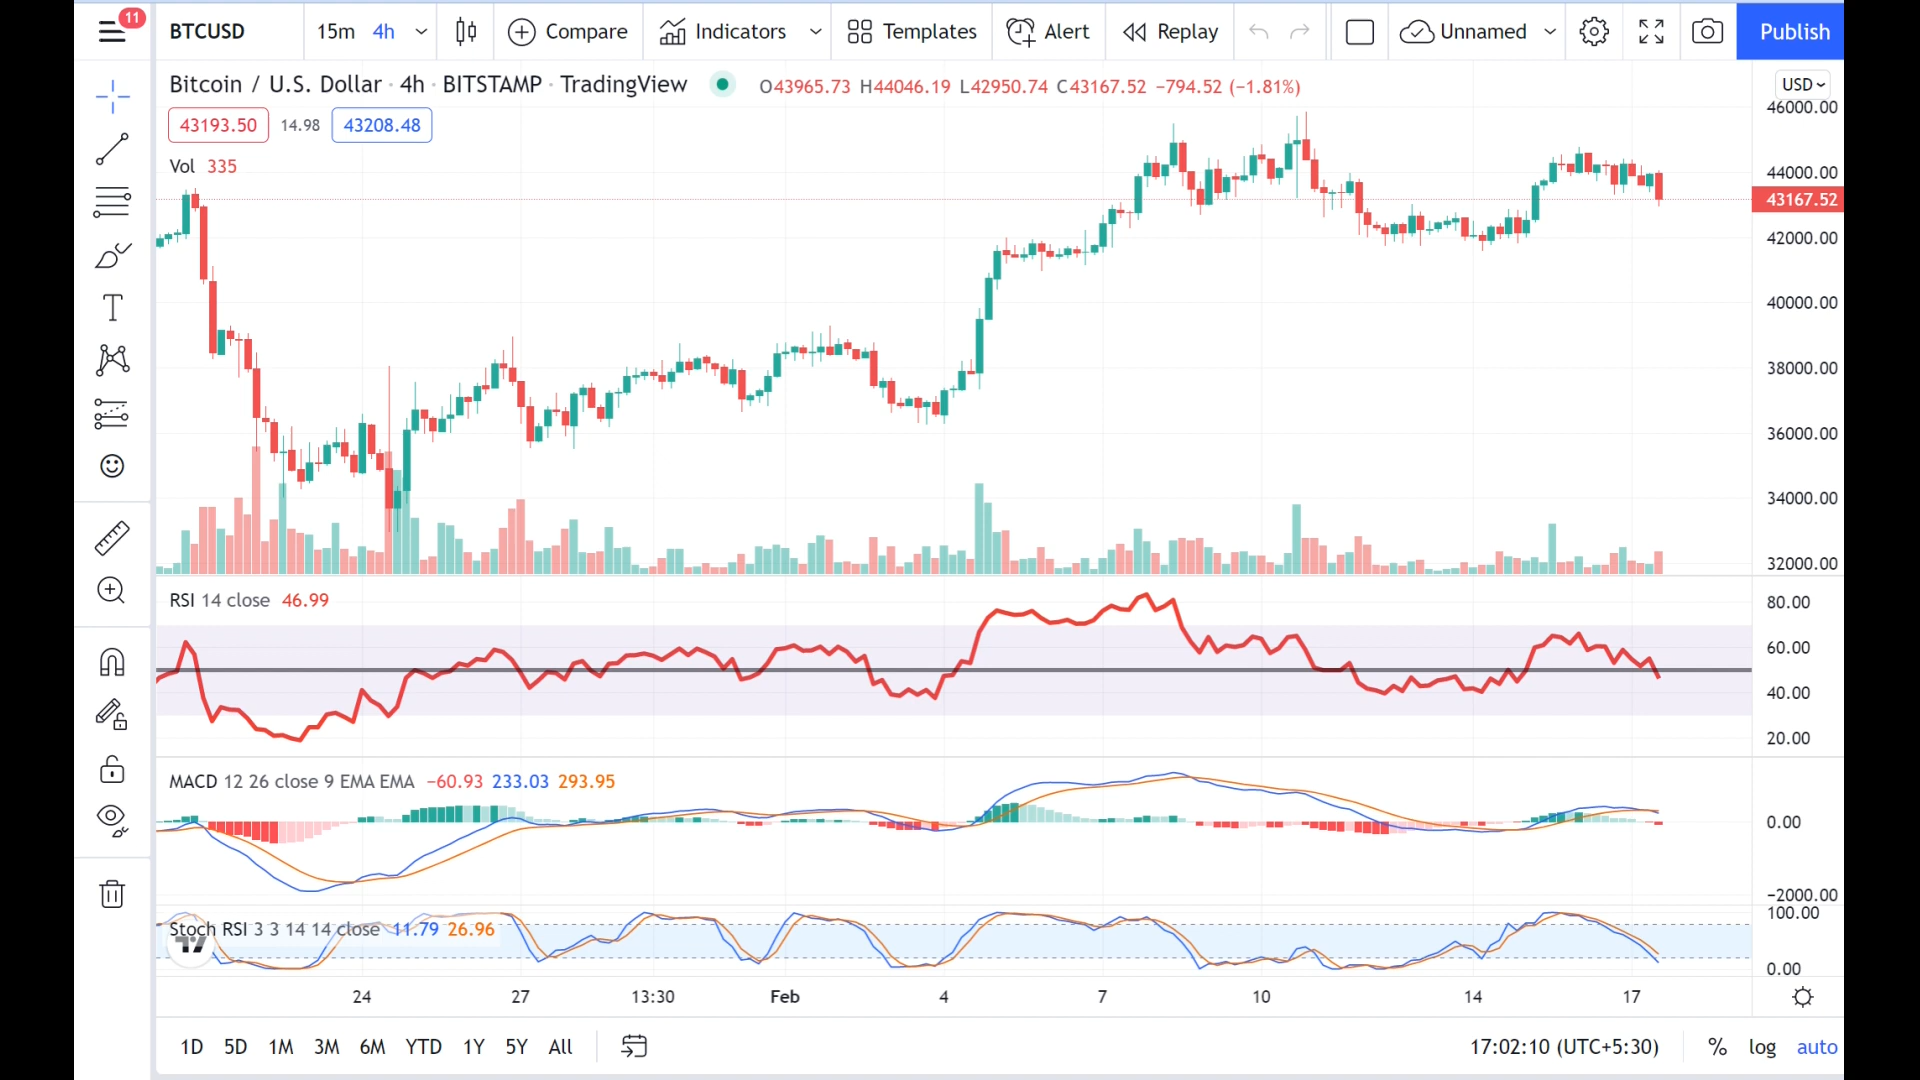 11
BTCUSD 15m 4h Compare Indicators Templates Alert Replay Unnamed Publish
Bitcoin / U.S. Dollar · 4h · BITSTAMP · TradingView O43965.73 H44046.19 L42950.74 C43167.52 −794.52 (−1.81%)
USD
43193.50 14.98 43208.48
Vol 335
46000.00
44000.00
43167.52
42000.00
40000.00
38000.00
36000.00
34000.00
32000.00
RSI 14 close 46.99
80.00
60.00
40.00
20.00
MACD 12 26 close 9 EMA EMA −60.93 233.03 293.95
0.00
−2000.00
Stoch RSI 3 3 14 14 close 11.79 26.96
100.00
0.00
24 27 13:30 Feb 4 7 10 14 17
1D 5D 1M 3M 6M YTD 1Y 5Y All 17:02:10 (UTC+5:30) % log auto